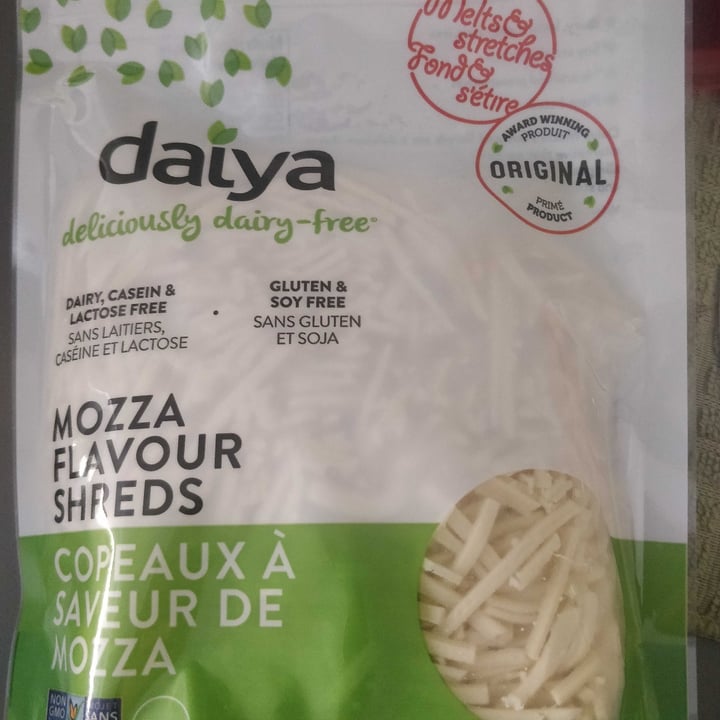 Melts &
stretches
Fond &
s'étire
AWARD WINNING
PRODUIT
ORIGINAL
PRIMÉ
PRODUCT
daiya
deliciously dairy-free
DAIRY, CASEIN &
LACTOSE FREE
SANS LAITIERS,
CASÉINE ET LACTOSE
•
GLUTEN &
SOY FREE
SANS GLUTEN
ET SOJA
MOZZA
FLAVOUR
SHREDS
COPEAUX À
SAVEUR DE
MOZZA
NON
GMO
PROJET
SANS